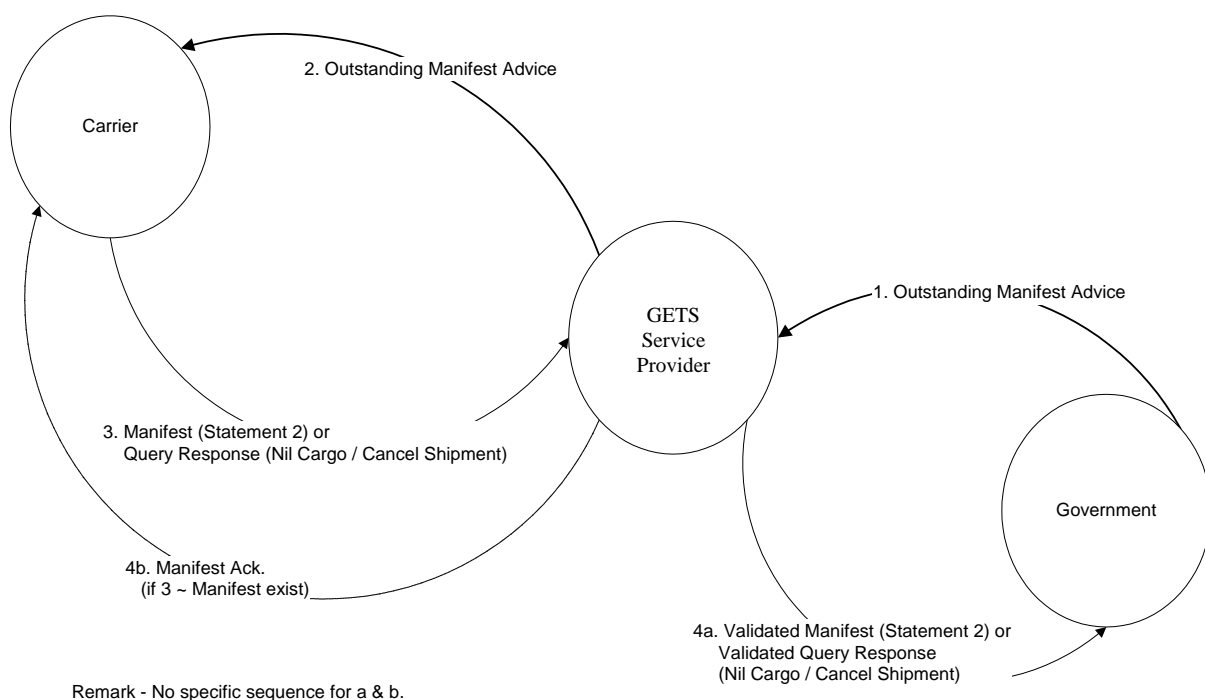 2. Outstanding Manifest Advice
Carrier
1. Outstanding Manifest Advice
GETS
Service
Provider
3. Manifest (Statement 2) or
Query Response (Nil Cargo / Cancel Shipment)
Government
4b. Manifest Ack.
(if 3 ~ Manifest exist)
4a. Validated Manifest (Statement 2) or
Validated Query Response
(Nil Cargo / Cancel Shipment)
Remark - No specific sequence for a & b.